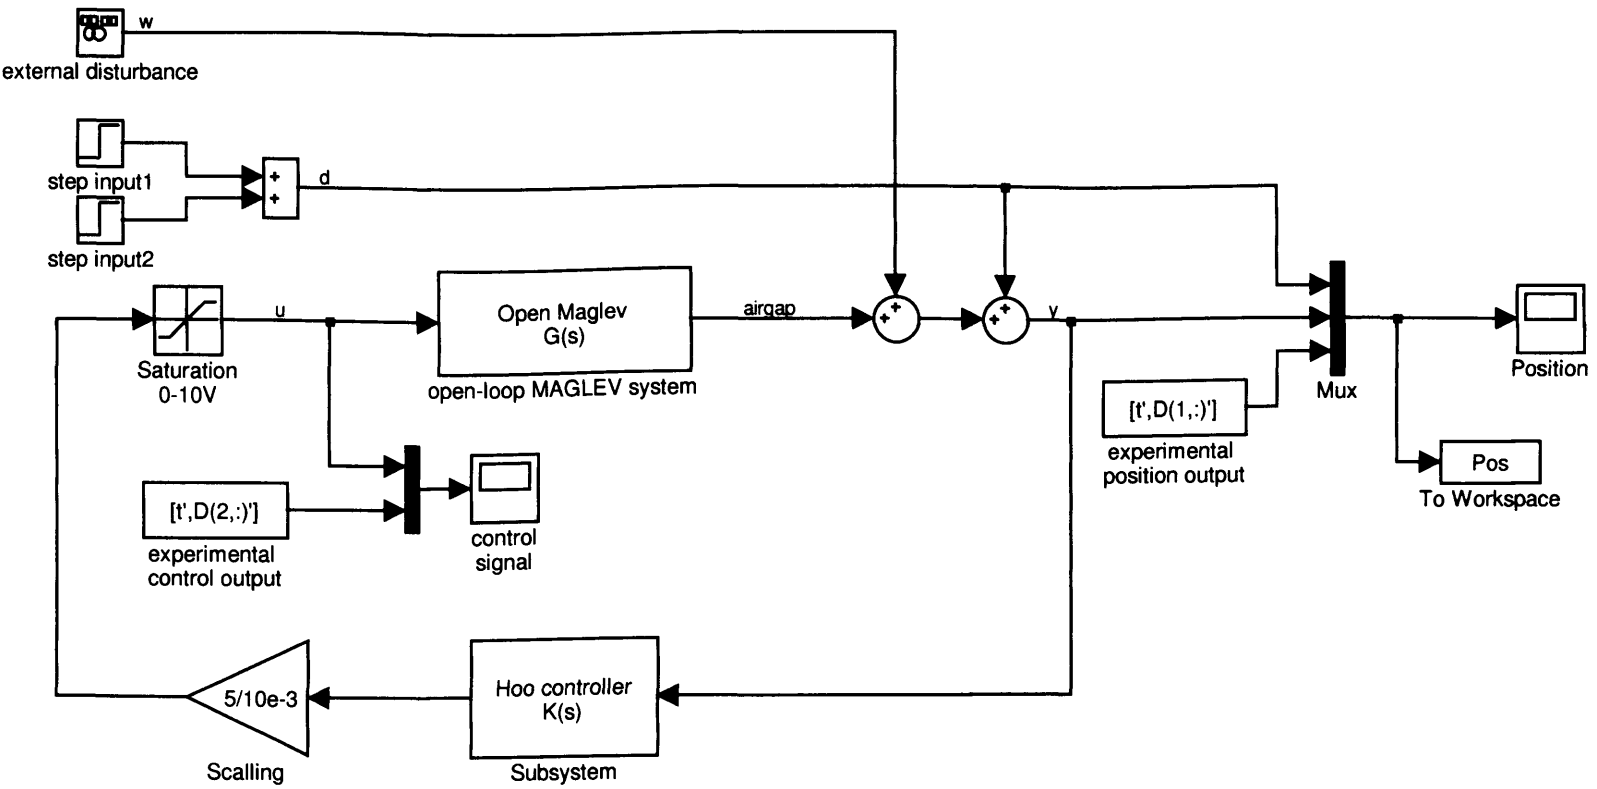 w
external disturbance
step input1
+
+
d
step input2
Saturation
0-10V
u
Open Maglev
G(s)
open-loop MAGLEV system
airgap
+
+
+
+
y
Mux
Position
[t',D(1,:)']
experimental
position output
Pos
To Workspace
[t',D(2,:)']
experimental
control output
control
signal
5/10e-3
Scalling
Hoo controller
K(s)
Subsystem